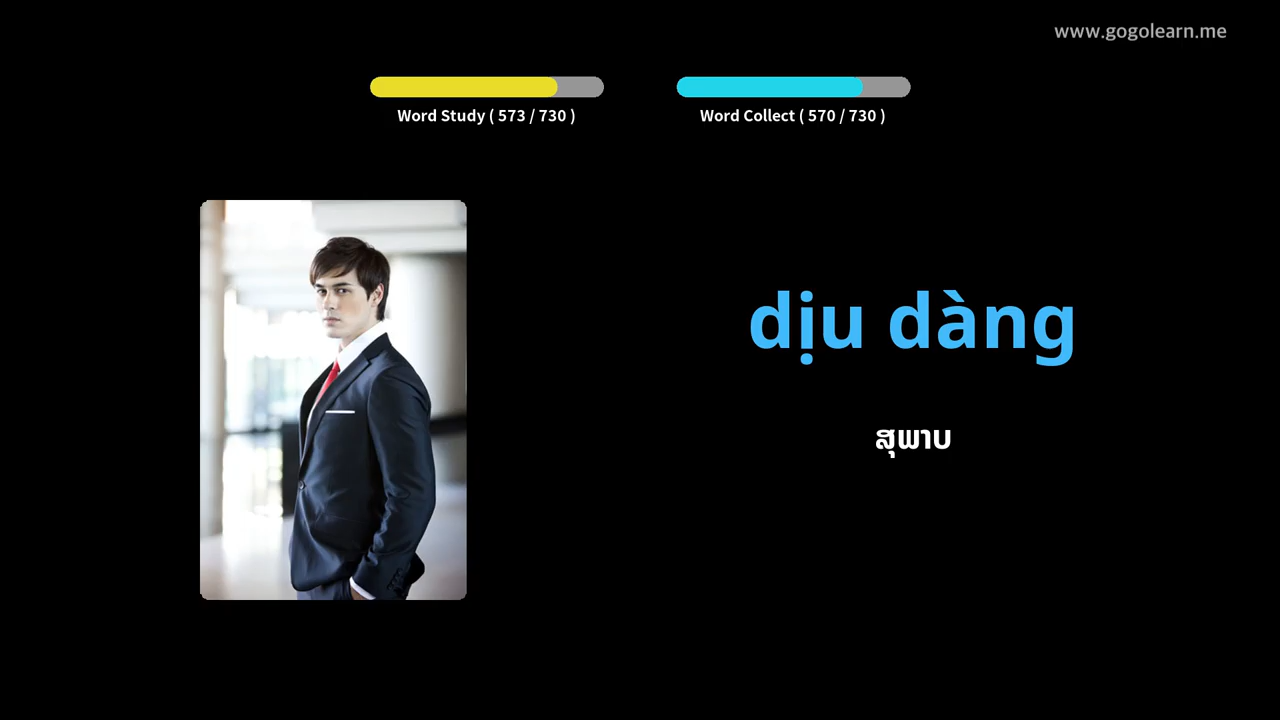 www.gogolearn.me
Word Study ( 573 / 730 )
Word Collect ( 570 / 730 )
dịu dàng
ສຸພາບ